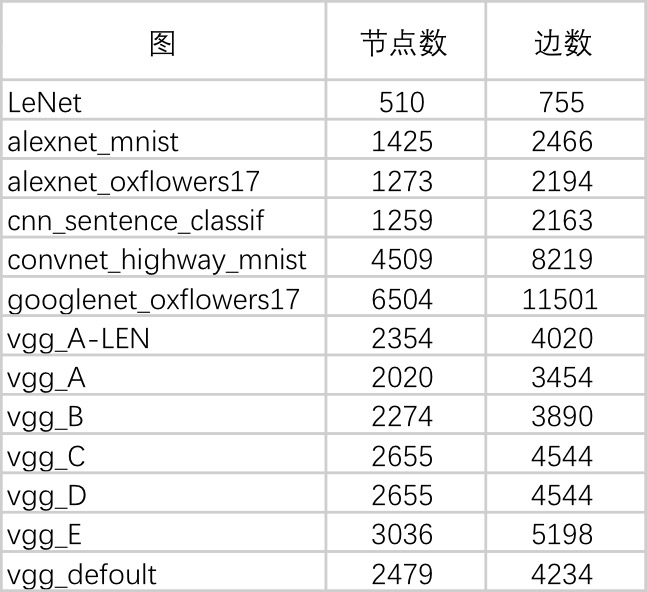 图 节点数 边数
LeNet 510 755
alexnet_mnist 1425 2466
alexnet_oxflowers17 1273 2194
cnn_sentence_classif 1259 2163
convnet_highway_mnist 4509 8219
googlenet_oxflowers17 6504 11501
vgg_A-LEN 2354 4020
vgg_A 2020 3454
vgg_B 2274 3890
vgg_C 2655 4544
vgg_D 2655 4544
vgg_E 3036 5198
vgg_defoult 2479 4234